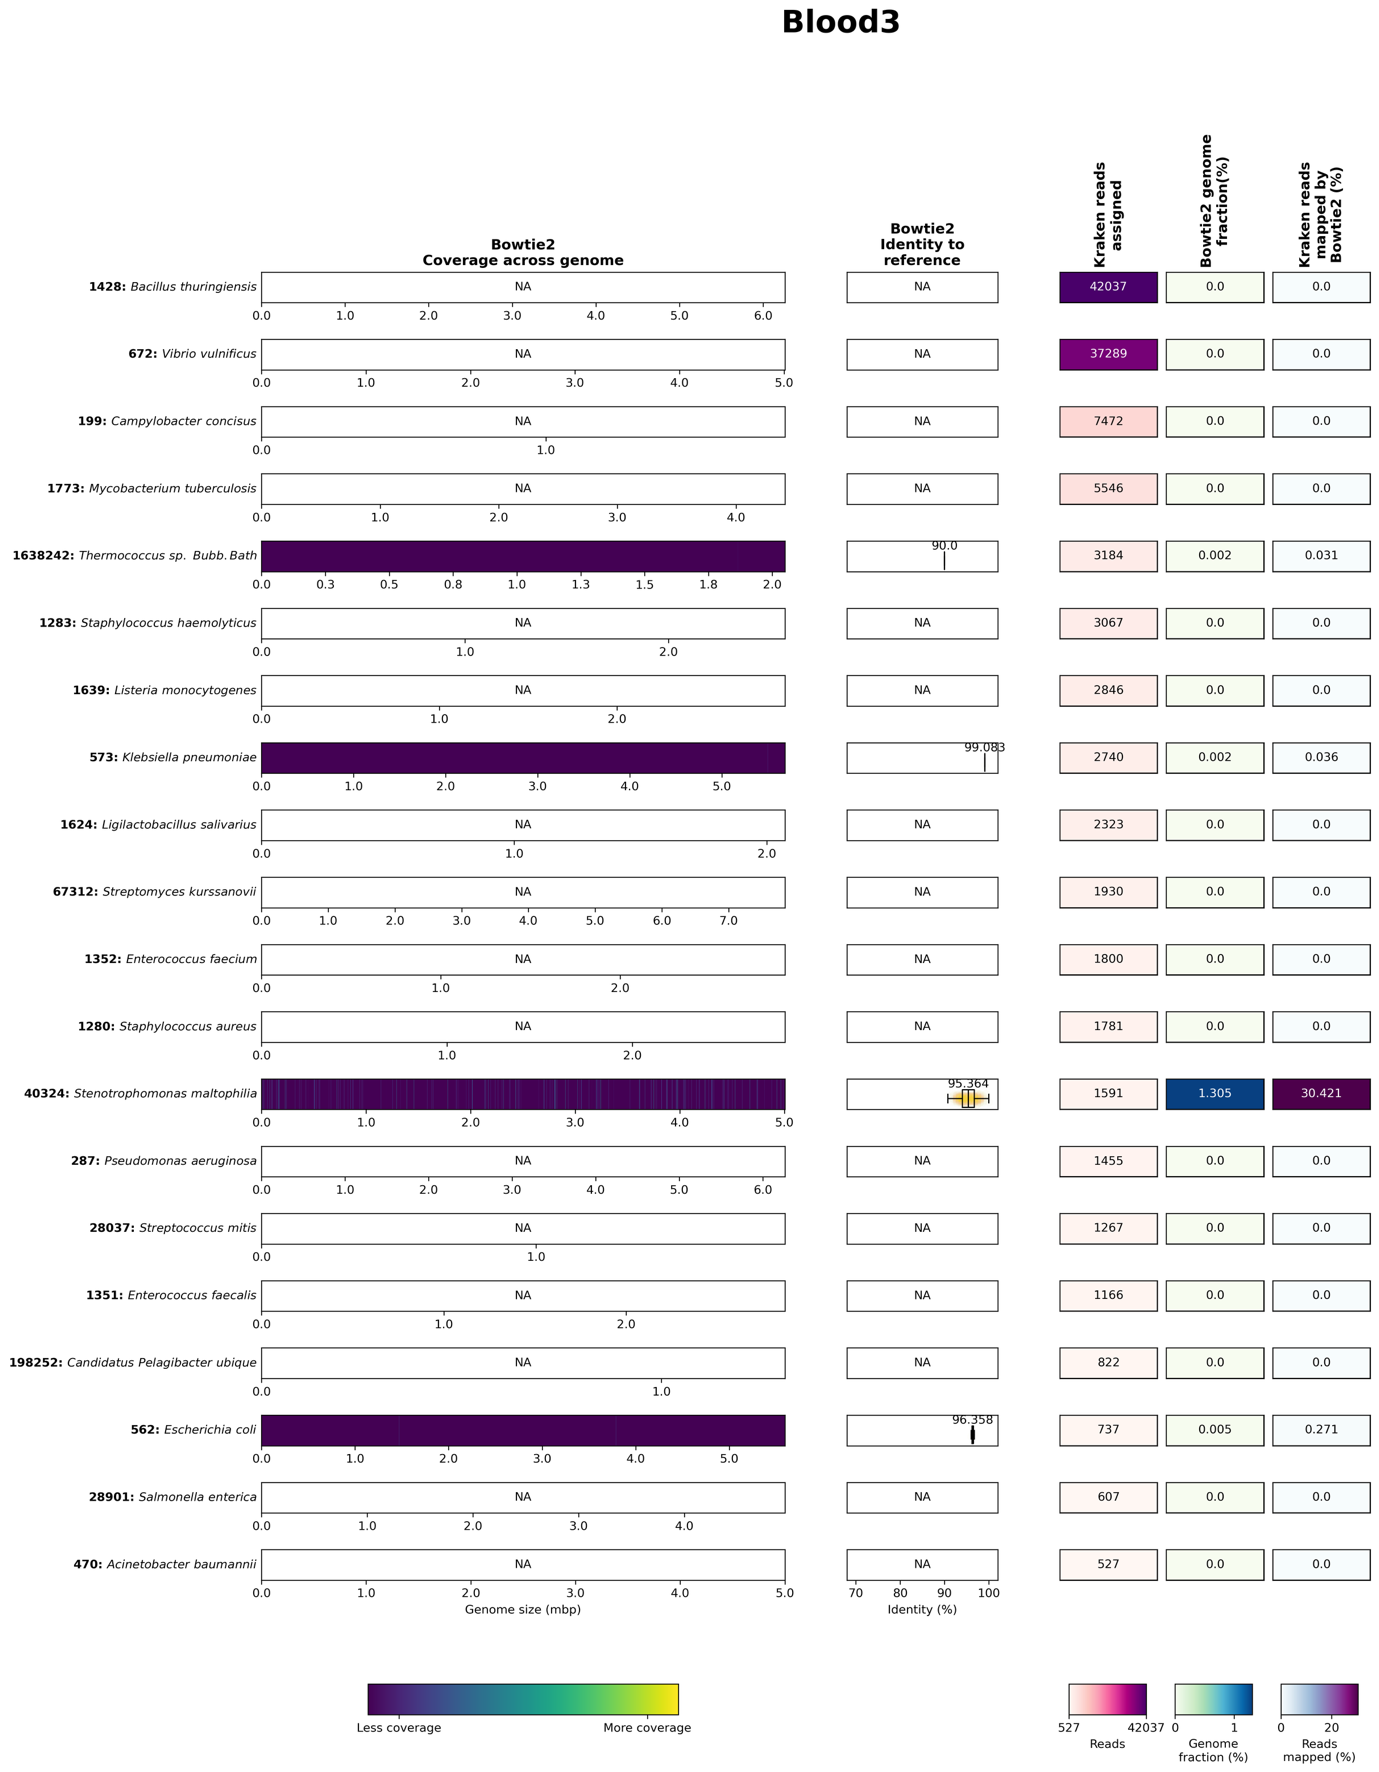 Blood3
Bowtie2
Coverage across genome
Bowtie2
Identity to
reference
Kraken reads
assigned
Bowtie2 genome
fraction(%)
Kraken reads
mapped by
Bowtie2 (%)
1428: Bacillus thuringiensis NA NA 42037 0.0 0.0
0.0 1.0 2.0 3.0 4.0 5.0 6.0
672: Vibrio vulnificus NA NA 37289 0.0 0.0
0.0 1.0 2.0 3.0 4.0 5.0
199: Campylobacter concisus NA NA 7472 0.0 0.0
0.0 1.0
1773: Mycobacterium tuberculosis NA NA 5546 0.0 0.0
0.0 1.0 2.0 3.0 4.0
1638242: Thermococcus sp. Bubb.Bath 90.0 3184 0.002 0.031
0.0 0.3 0.5 0.8 1.0 1.3 1.5 1.8 2.0
1283: Staphylococcus haemolyticus NA NA 3067 0.0 0.0
0.0 1.0 2.0
1639: Listeria monocytogenes NA NA 2846 0.0 0.0
0.0 1.0 2.0
573: Klebsiella pneumoniae 99.083 2740 0.002 0.036
0.0 1.0 2.0 3.0 4.0 5.0
1624: Ligilactobacillus salivarius NA NA 2323 0.0 0.0
0.0 1.0 2.0
67312: Streptomyces kurssanovii NA NA 1930 0.0 0.0
0.0 1.0 2.0 3.0 4.0 5.0 6.0 7.0
1352: Enterococcus faecium NA NA 1800 0.0 0.0
0.0 1.0 2.0
1280: Staphylococcus aureus NA NA 1781 0.0 0.0
0.0 1.0 2.0
40324: Stenotrophomonas maltophilia 95.364 1591 1.305 30.421
0.0 1.0 2.0 3.0 4.0 5.0
287: Pseudomonas aeruginosa NA NA 1455 0.0 0.0
0.0 1.0 2.0 3.0 4.0 5.0 6.0
28037: Streptococcus mitis NA NA 1267 0.0 0.0
0.0 1.0
1351: Enterococcus faecalis NA NA 1166 0.0 0.0
0.0 1.0 2.0
198252: Candidatus Pelagibacter ubique NA NA 822 0.0 0.0
0.0 1.0
562: Escherichia coli 96.358 737 0.005 0.271
0.0 1.0 2.0 3.0 4.0 5.0
28901: Salmonella enterica NA NA 607 0.0 0.0
0.0 1.0 2.0 3.0 4.0
470: Acinetobacter baumannii NA NA 527 0.0 0.0
0.0 1.0 2.0 3.0 4.0 5.0 70 80 90 100
Genome size (mbp) Identity (%)
Less coverage More coverage
527 42037
Reads
0 1
Genome
fraction (%)
0 20
Reads
mapped (%)